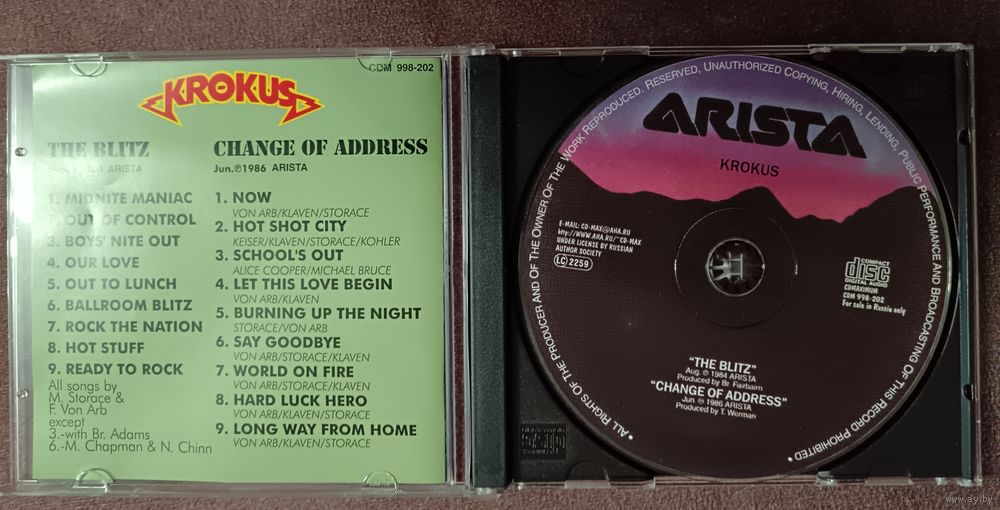 CDM 998-202
KROKUS
THE BLITZ
1984 ARISTA
1. MIDNITE MANIAC
2. OUT OF CONTROL
3. BOYS' NITE OUT
4. OUR LOVE
5. OUT TO LUNCH
6. BALLROOM BLITZ
7. ROCK THE NATION
8. HOT STUFF
9. READY TO ROCK
All songs by
M. Storace &
F. Von Arb
except
3.-with Br. Adams
6.-M. Chapman & N. Chinn
CHANGE OF ADDRESS
Jun.℗1986 ARISTA
1. NOW
VON ARB/KLAVEN/STORACE
2. HOT SHOT CITY
KEISER/KLAVEN/STORACE/KOHLER
3. SCHOOL'S OUT
ALICE COOPER/MICHAEL BRUCE
4. LET THIS LOVE BEGIN
VON ARB/KLAVEN
5. BURNING UP THE NIGHT
STORACE/VON ARB
6. SAY GOODBYE
VON ARB/STORACE/KLAVEN
7. WORLD ON FIRE
VON ARB/STORACE/KLAVEN
8. HARD LUCK HERO
VON ARB/KLAVEN/STORACE
9. LONG WAY FROM HOME
VON ARB/KLAVEN/STORACE
• ALL RIGHTS OF THE PRODUCER AND OF THE OWNER OF THE WORK REPRODUCED. RESERVED, UNAUTHORIZED COPYING, HIRING, LENDING, PUBLIC PERFORMANCE AND BROADCASTING OF THIS RECORD PROHIBITED •
ARISTA
KROKUS
E-MAIL: CD-MAX@AHA.RU
http://WWW.AHA.RU/~CD-MAX
UNDER LICENSE BY RUSSIAN
AUTHOR SOCIETY
LC 2259
COMPACT
disc
DIGITAL AUDIO
CDMAXIMUM
CDM 998-202
For sale in Russia only
"THE BLITZ"
Aug. ℗ 1984 ARISTA
Produced by Br. Fairbairn
"CHANGE OF ADDRESS"
Jun. ℗ 1986 ARISTA
Produced by T. Werman
www.ay.by